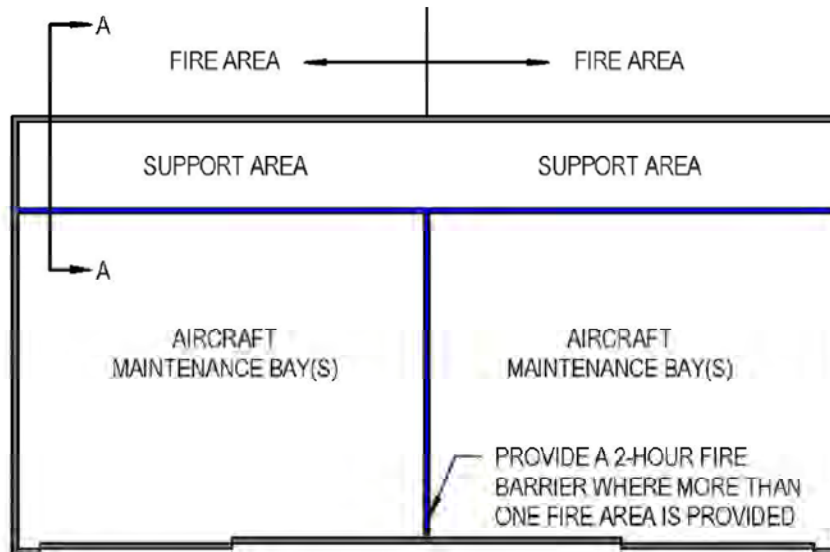 A
FIRE AREA
FIRE AREA
SUPPORT AREA
SUPPORT AREA
A
AIRCRAFT
MAINTENANCE BAY(S)
AIRCRAFT
MAINTENANCE BAY(S)
PROVIDE A 2-HOUR FIRE
BARRIER WHERE MORE THAN
ONE FIRE AREA IS PROVIDED